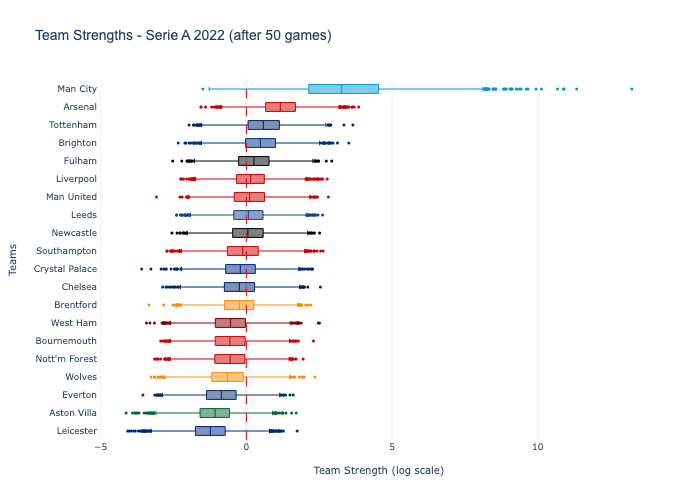 Team Strengths - Serie A 2022 (after 50 games)
Man City
Arsenal
Tottenham
Brighton
Fulham
Liverpool
Man United
Leeds
Newcastle
Southampton
Crystal Palace
Chelsea
Brentford
West Ham
Bournemouth
Nott'm Forest
Wolves
Everton
Aston Villa
Leicester
Teams
−5 0 5 10
Team Strength (log scale)